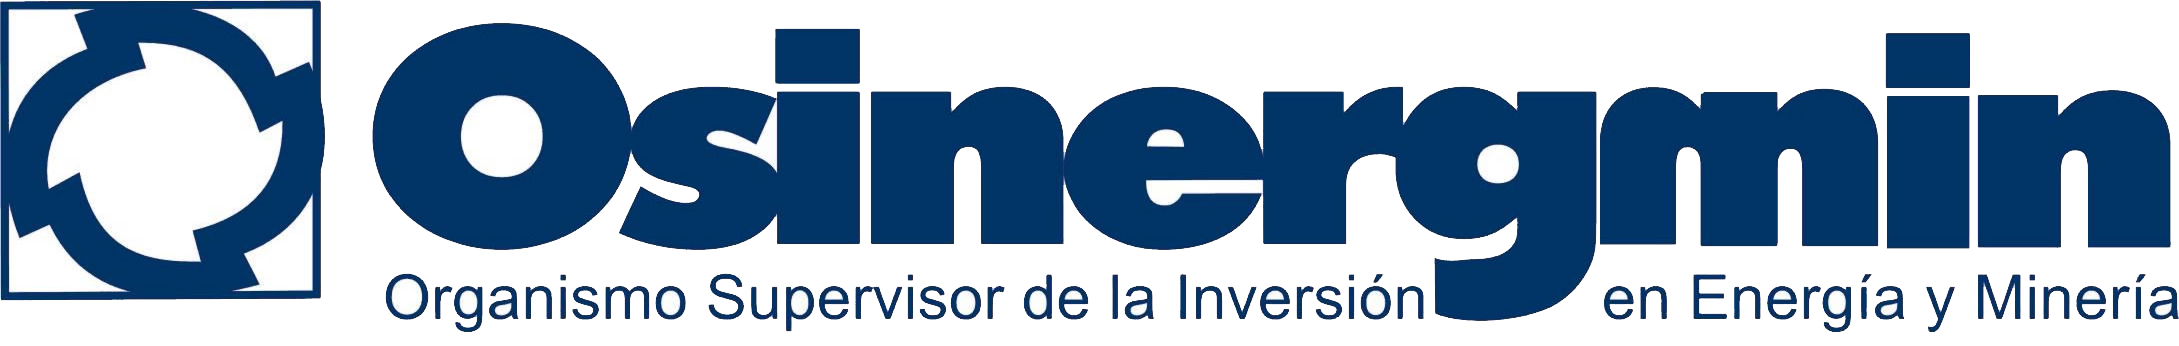 Osinergmin
Organismo Supervisor de la Inversión en Energía y Minería